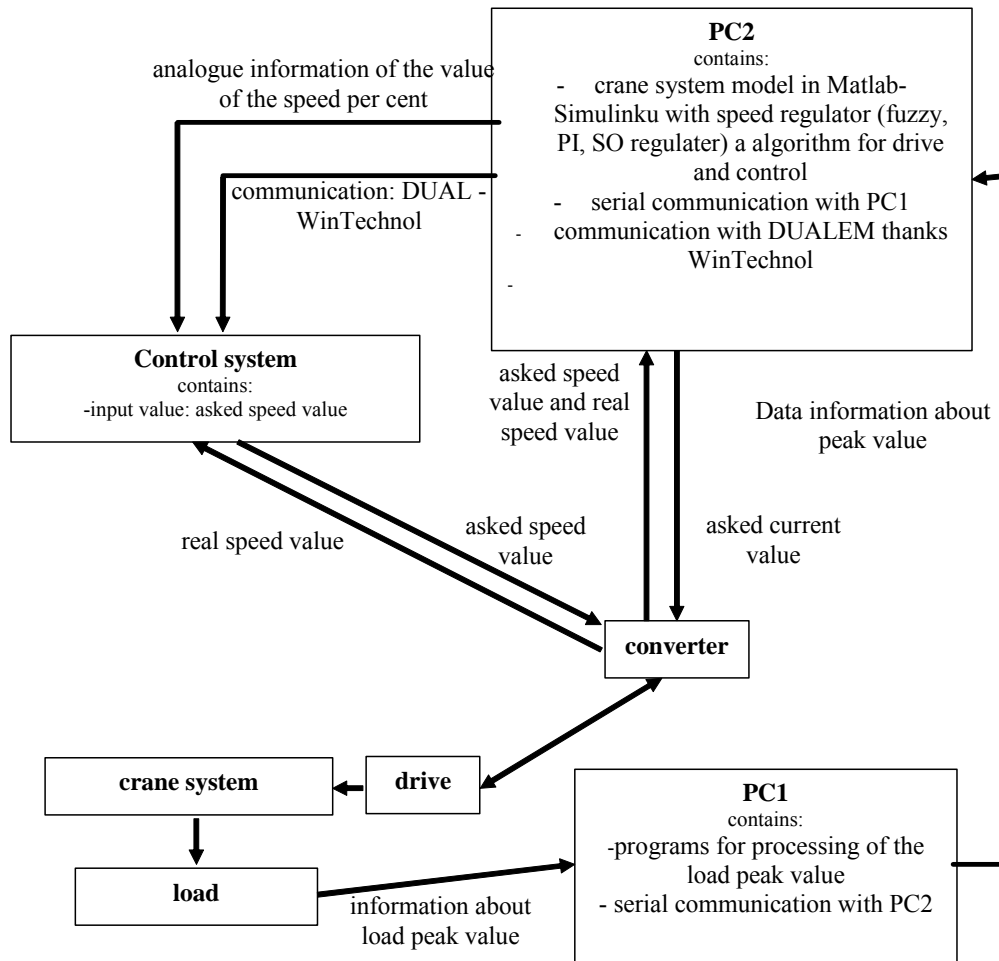 PC2
contains:
- crane system model in Matlab-
Simulinku with speed regulator (fuzzy,
PI, SO regulater) a algorithm for drive
and control
- serial communication with PC1
- communication with DUALEM thanks
WinTechnol
-
analogue information of the value
of the speed per cent
communication: DUAL -
WinTechnol
Control system
contains:
-input value: asked speed value
asked speed
value and real
speed value
Data information about
peak value
real speed value
asked speed
value
asked current
value
converter
crane system
drive
load
information about
load peak value
PC1
contains:
-programs for processing of the
load peak value
- serial communication with PC2